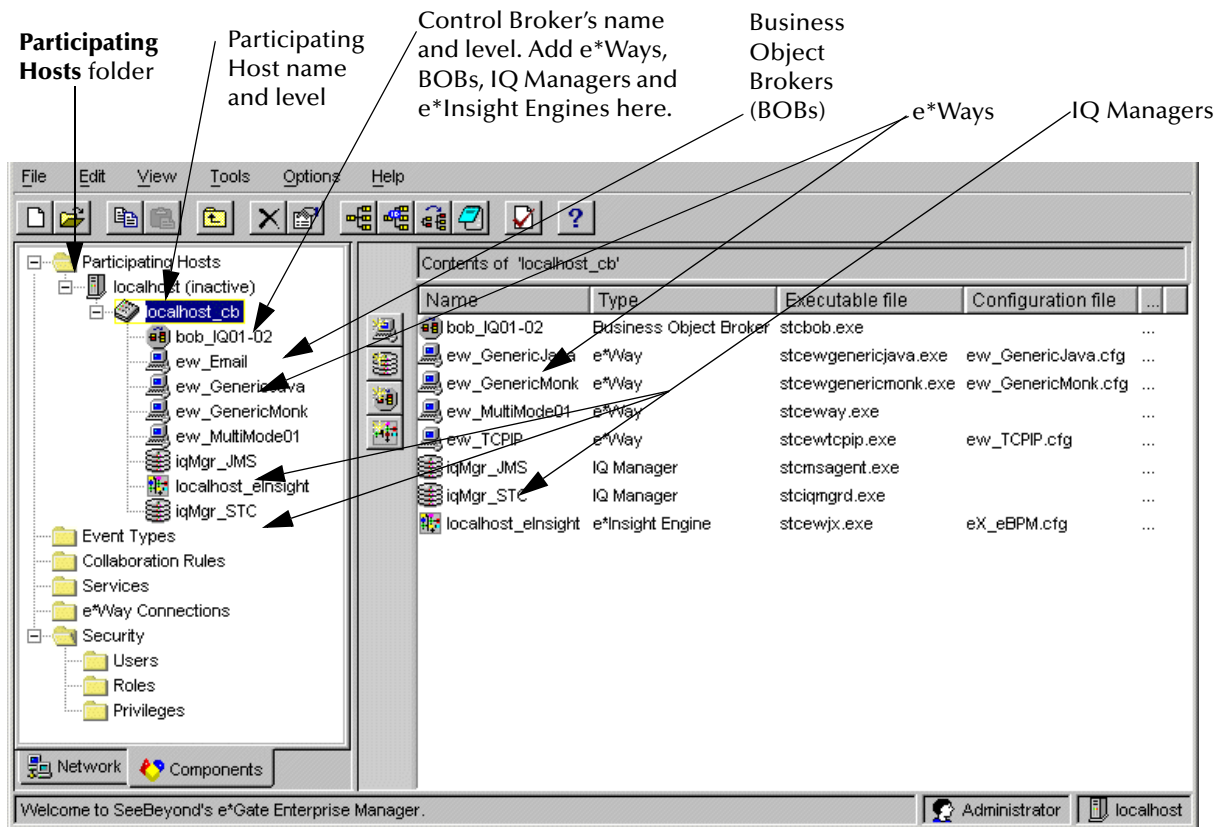 Participating
Hosts folder
Participating
Host name
and level
Control Broker's name
and level. Add e*Ways,
BOBs, IQ Managers and
e*Insight Engines here.
Business
Object
Brokers
(BOBs)
e*Ways
IQ Managers
File Edit View Tools Options Help
Participating Hosts
localhost (inactive)
localhost_cb
bob_IQ01-02
ew_Email
ew_GenericJava
ew_GenericMonk
ew_MultiMode01
iqMgr_JMS
localhost_eInsight
iqMgr_STC
Event Types
Collaboration Rules
Services
e*Way Connections
Security
Users
Roles
Privileges
Network Components
Contents of 'localhost_cb'
Name Type Executable file Configuration file ...
bob_IQ01-02 Business Object Broker stcbob.exe ...
ew_GenericJava e*Way stcewgenericjava.exe ew_GenericJava.cfg ...
ew_GenericMonk e*Way stcewgenericmonk.exe ew_GenericMonk.cfg ...
ew_MultiMode01 e*Way stceway.exe ...
ew_TCPIP e*Way stcewtcpip.exe ew_TCPIP.cfg ...
iqMgr_JMS IQ Manager stcmsagent.exe ...
iqMgr_STC IQ Manager stciqmgrd.exe ...
localhost_eInsight e*Insight Engine stcewjx.exe eX_eBPM.cfg ...
Welcome to SeeBeyond's e*Gate Enterprise Manager. Administrator localhost